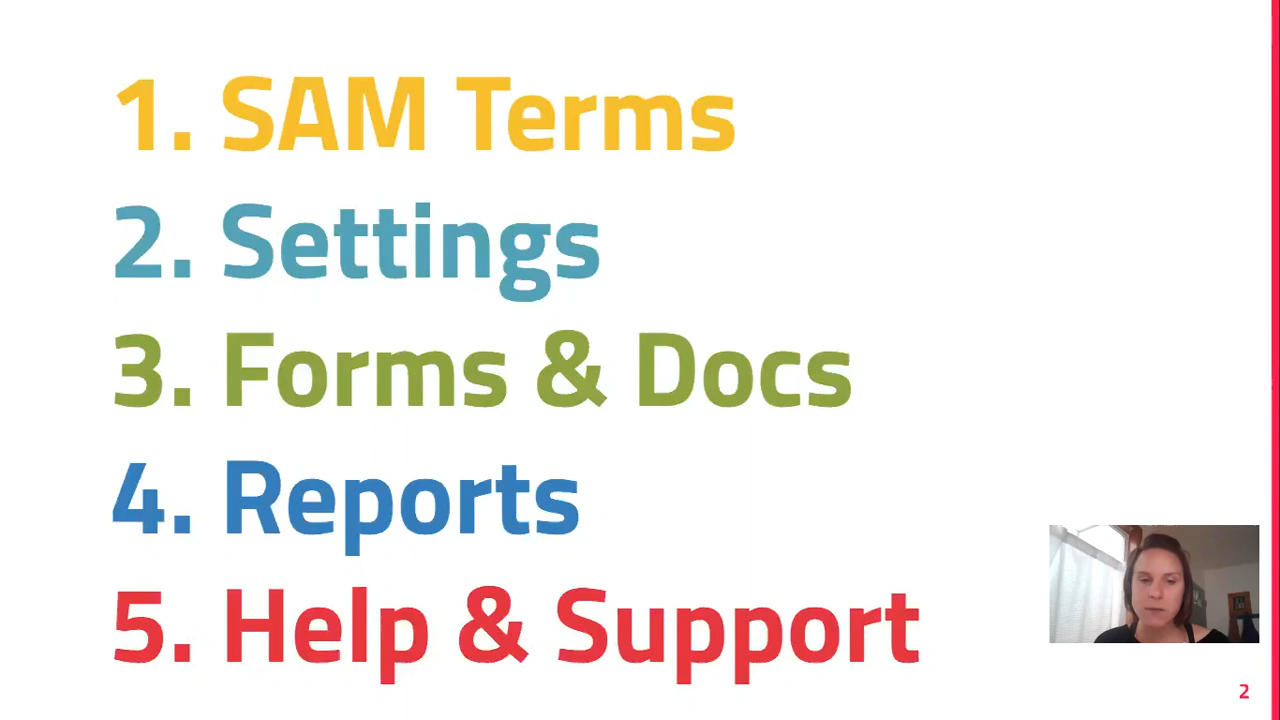 1. SAM Terms
2. Settings
3. Forms & Docs
4. Reports
5. Help & Support
2